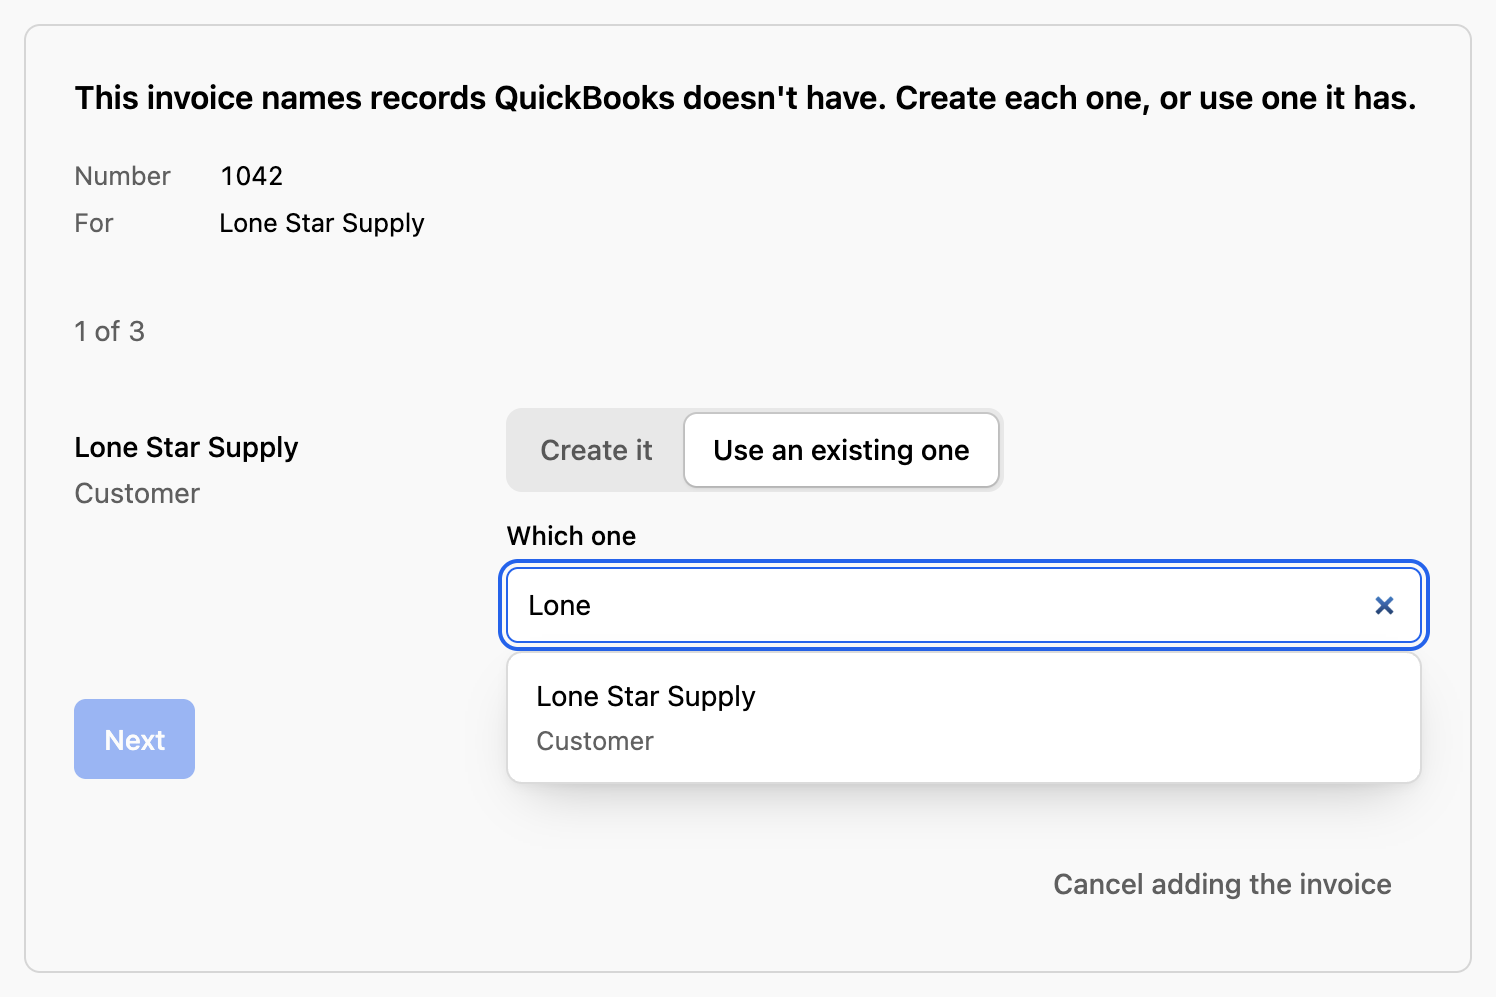 This invoice names records QuickBooks doesn't have. Create each one, or use one it has.
Number 1042
For Lone Star Supply
1 of 3
Lone Star Supply
Customer
Create it Use an existing one
Which one
Lone
Lone Star Supply
Customer
Next
Cancel adding the invoice